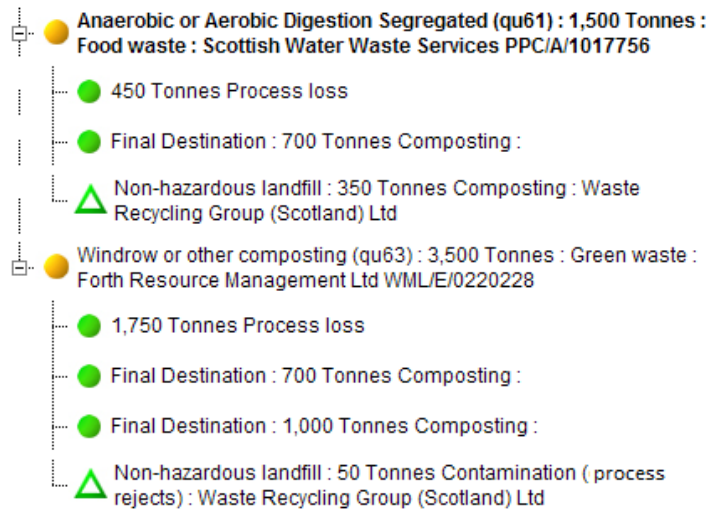 Anaerobic or Aerobic Digestion Segregated (qu61) : 1,500 Tonnes :
Food waste : Scottish Water Waste Services PPC/A/1017756
450 Tonnes Process loss
Final Destination : 700 Tonnes Composting :
Non-hazardous landfill : 350 Tonnes Composting : Waste
Recycling Group (Scotland) Ltd
Windrow or other composting (qu63) : 3,500 Tonnes : Green waste :
Forth Resource Management Ltd WML/E/0220228
1,750 Tonnes Process loss
Final Destination : 700 Tonnes Composting :
Final Destination : 1,000 Tonnes Composting :
Non-hazardous landfill : 50 Tonnes Contamination ( process
rejects) : Waste Recycling Group (Scotland) Ltd